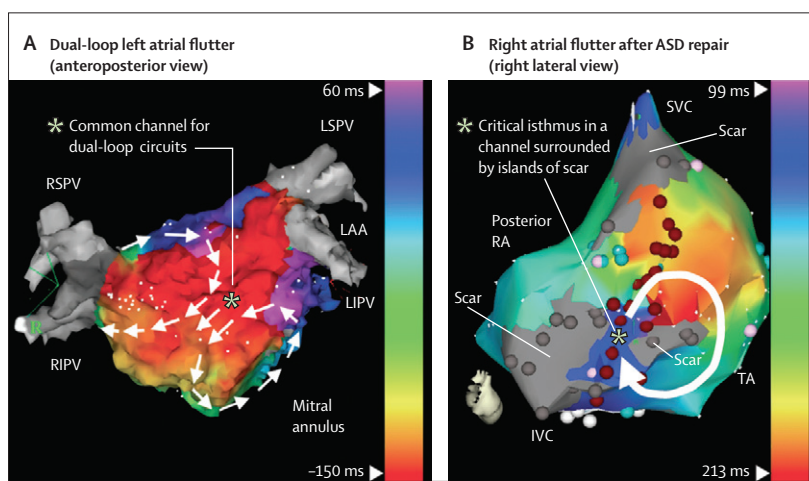 A Dual-loop left atrial flutter
(anteroposterior view)
60 ms
* Common channel for
dual-loop circuits
LSPV
RSPV
LAA
LIPV
R
RIPV
Mitral
annulus
–150 ms
B Right atrial flutter after ASD repair
(right lateral view)
99 ms
SVC
* Critical isthmus in a
channel surrounded
by islands of scar
Scar
Posterior
RA
Scar
Scar
TA
IVC
213 ms